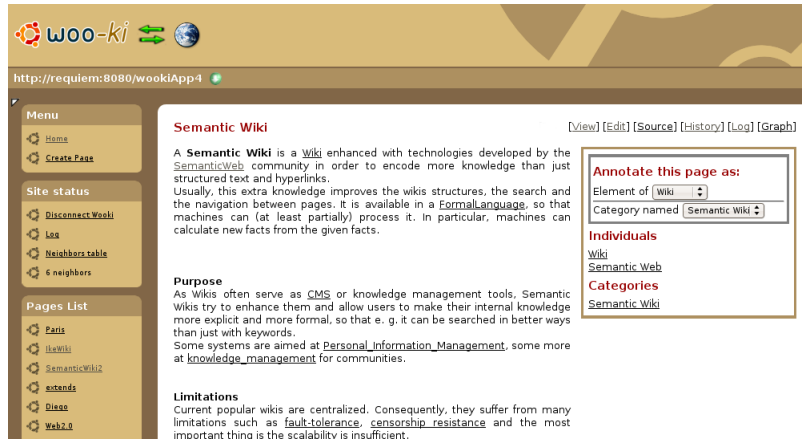 woo-ki
http://requiem:8080/wookiApp4
Menu
Home
Create Page
Site status
Disconnect Wooki
Log
Neighbors table
6 neighbors
Pages List
Paris
IkeWiki
SemanticWiki2
extends
Diego
Web2.0
Semantic Wiki
[View] [Edit] [Source] [History] [Log] [Graph]
A Semantic Wiki is a Wiki enhanced with technologies developed by the
SemanticWeb community in order to encode more knowledge than just
structured text and hyperlinks.
Usually, this extra knowledge improves the wikis structures, the search and
the navigation between pages. It is available in a FormalLanguage, so that
machines can (at least partially) process it. In particular, machines can
calculate new facts from the given facts.
Purpose
As Wikis often serve as CMS or knowledge management tools, Semantic
Wikis try to enhance them and allow users to make their internal knowledge
more explicit and more formal, so that e. g. it can be searched in better ways
than just with keywords.
Some systems are aimed at Personal_Information_Management, some more
at knowledge_management for communities.
Limitations
Current popular wikis are centralized. Consequently, they suffer from many
limitations such as fault-tolerance, censorship resistance and the most
important thing is the scalability is insufficient.
Annotate this page as:
Element of Wiki
Category named Semantic Wiki
Individuals
Wiki
Semantic Web
Categories
Semantic Wiki